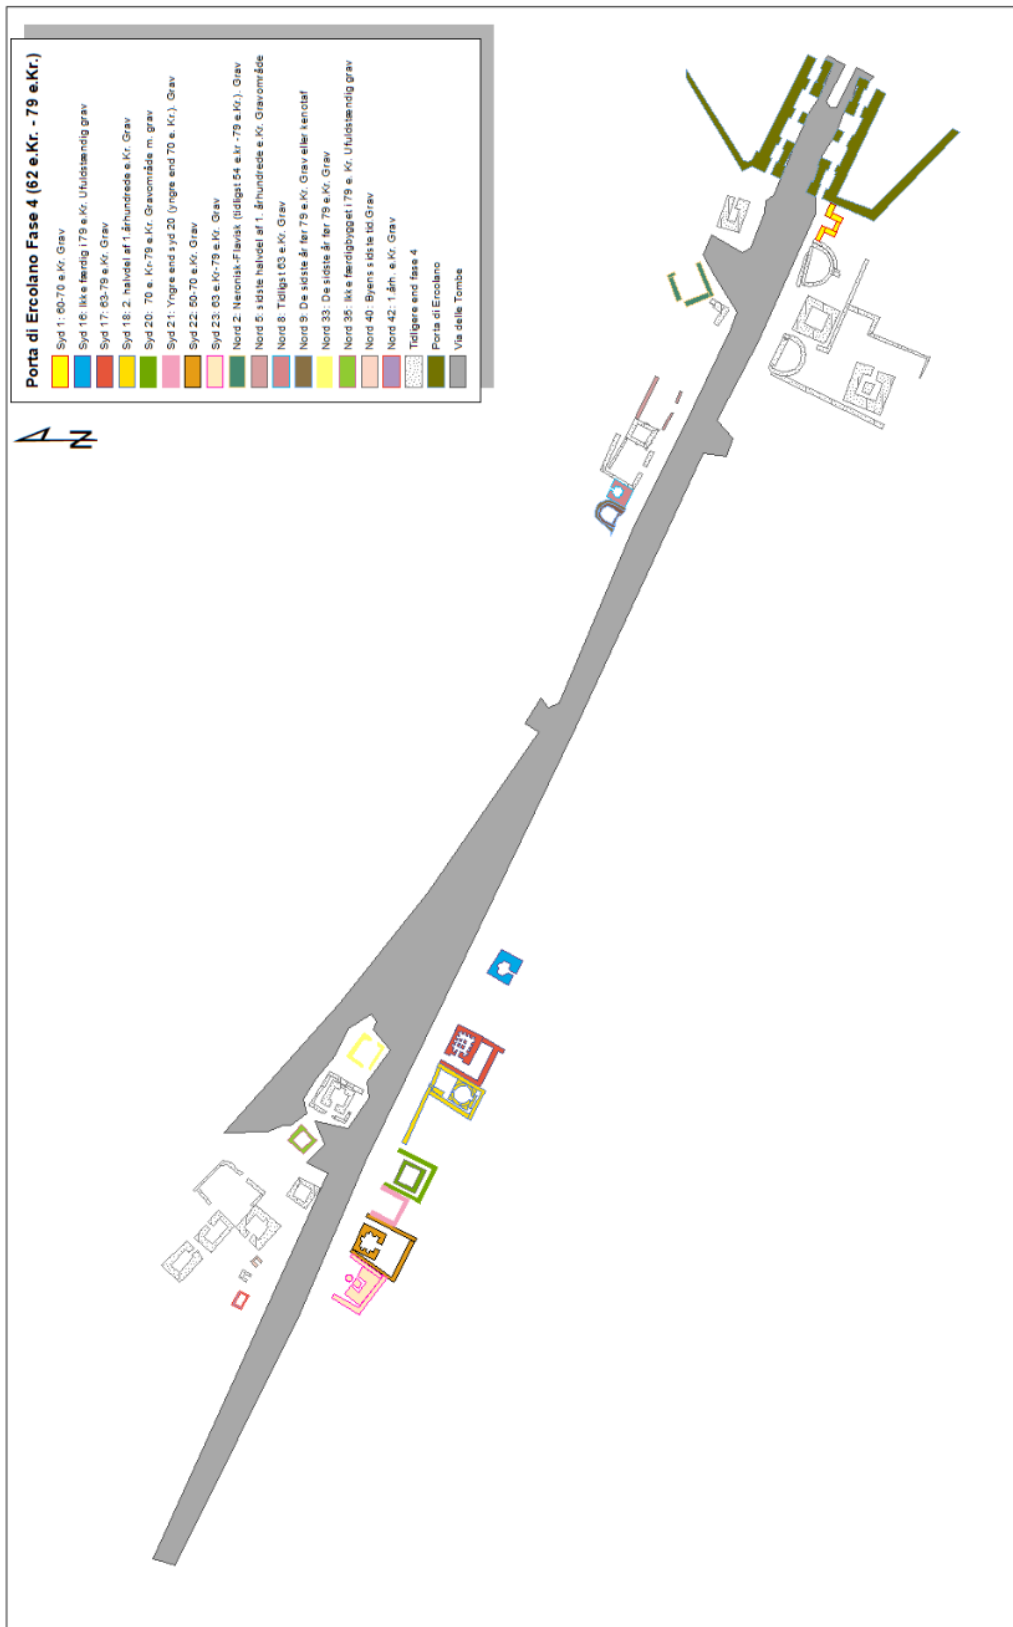 Porta di Ercolano Fase 4 (62 e.Kr. - 79 e.Kr.)
Syd 1: 60-70 e.Kr. Grav
Syd 16: Ikke færdig i 79 e.Kr. Ufuldstændig grav
Syd 17: 63-79 e.Kr. Grav
Syd 18: 2. halvdel af 1.århundrede e.Kr. Grav
Syd 20: 70 e. Kr-79 e.Kr. Gravområde m. grav
Syd 21: Yngre end syd 20 (yngre end 70 e. Kr.). Grav
Syd 22: 50-70 e.Kr. Grav
Syd 23: 63 e.Kr-79 e.Kr. Grav
Nord 2: Neronisk-Flavisk (tidligst 54 e.kr -79 e.Kr.). Grav
Nord 5: sidste halvdel af 1. århundrede e.Kr. Gravområde
Nord 8: Tidligst 63 e.Kr. Grav
Nord 9: De sidste år før 79 e.Kr. Grav eller kenotaf
Nord 33: De sidste år før 79 e.Kr. Grav
Nord 35: Ikke færdigbygget i 79 e. Kr. Ufuldstændig grav
Nord 40: Byens sidste tid.Grav
Nord 42: 1.årh. e.Kr. Grav
Tidligere end fase 4
Porta di Ercolano
Via delle Tombe
N